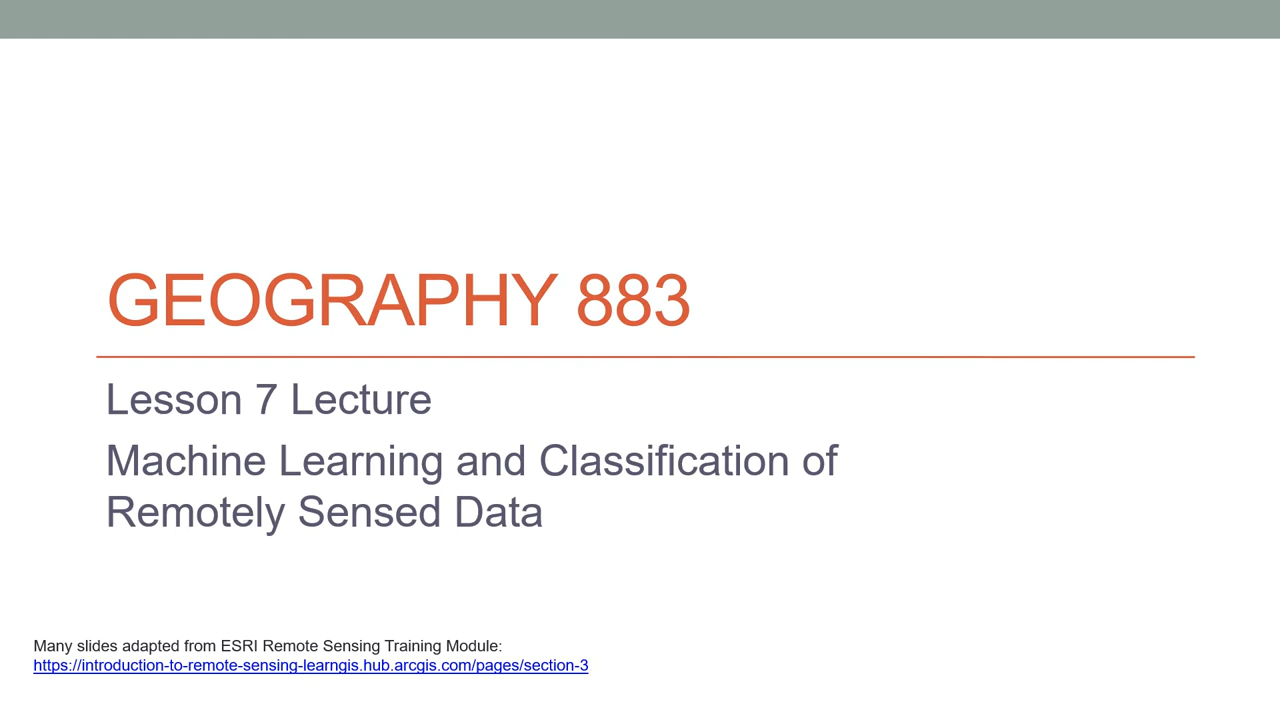 GEOGRAPHY 883
Lesson 7 Lecture
Machine Learning and Classification of
Remotely Sensed Data
Many slides adapted from ESRI Remote Sensing Training Module:
https://introduction-to-remote-sensing-learngis.hub.arcgis.com/pages/section-3